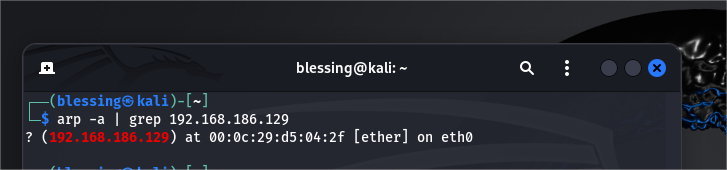 blessing@kali: ~
┌──(blessing㉿kali)-[~]
└─$ arp -a | grep 192.168.186.129
? (192.168.186.129) at 00:0c:29:d5:04:2f [ether] on eth0